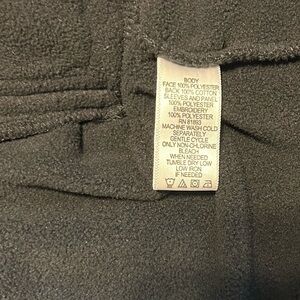 BODY
FACE 100% POLYESTER
BACK 100% COTTON
SLEEVES AND PANEL
100% POLYESTER
EMBROIDERY
100% POLYESTER
RN 81893
MACHINE WASH COLD
SEPARATELY
GENTLE CYCLE
ONLY NON-CHLORINE
BLEACH
WHEN NEEDED
TUMBLE DRY LOW
LOW IRON
IF NEEDED